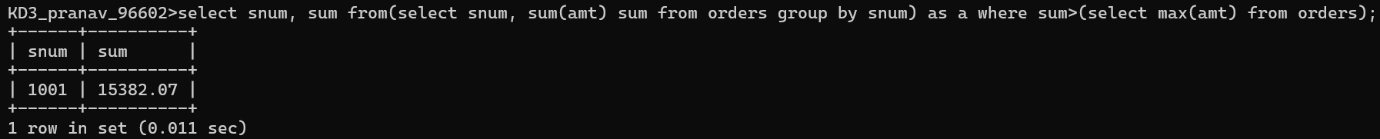 KD3_pranav_96602>select snum, sum from(select snum, sum(amt) sum from orders group by snum) as a where sum>(select max(amt) from orders);
+------+----------+
| snum | sum      |
+------+----------+
| 1001 | 15382.07 |
+------+----------+
1 row in set (0.011 sec)